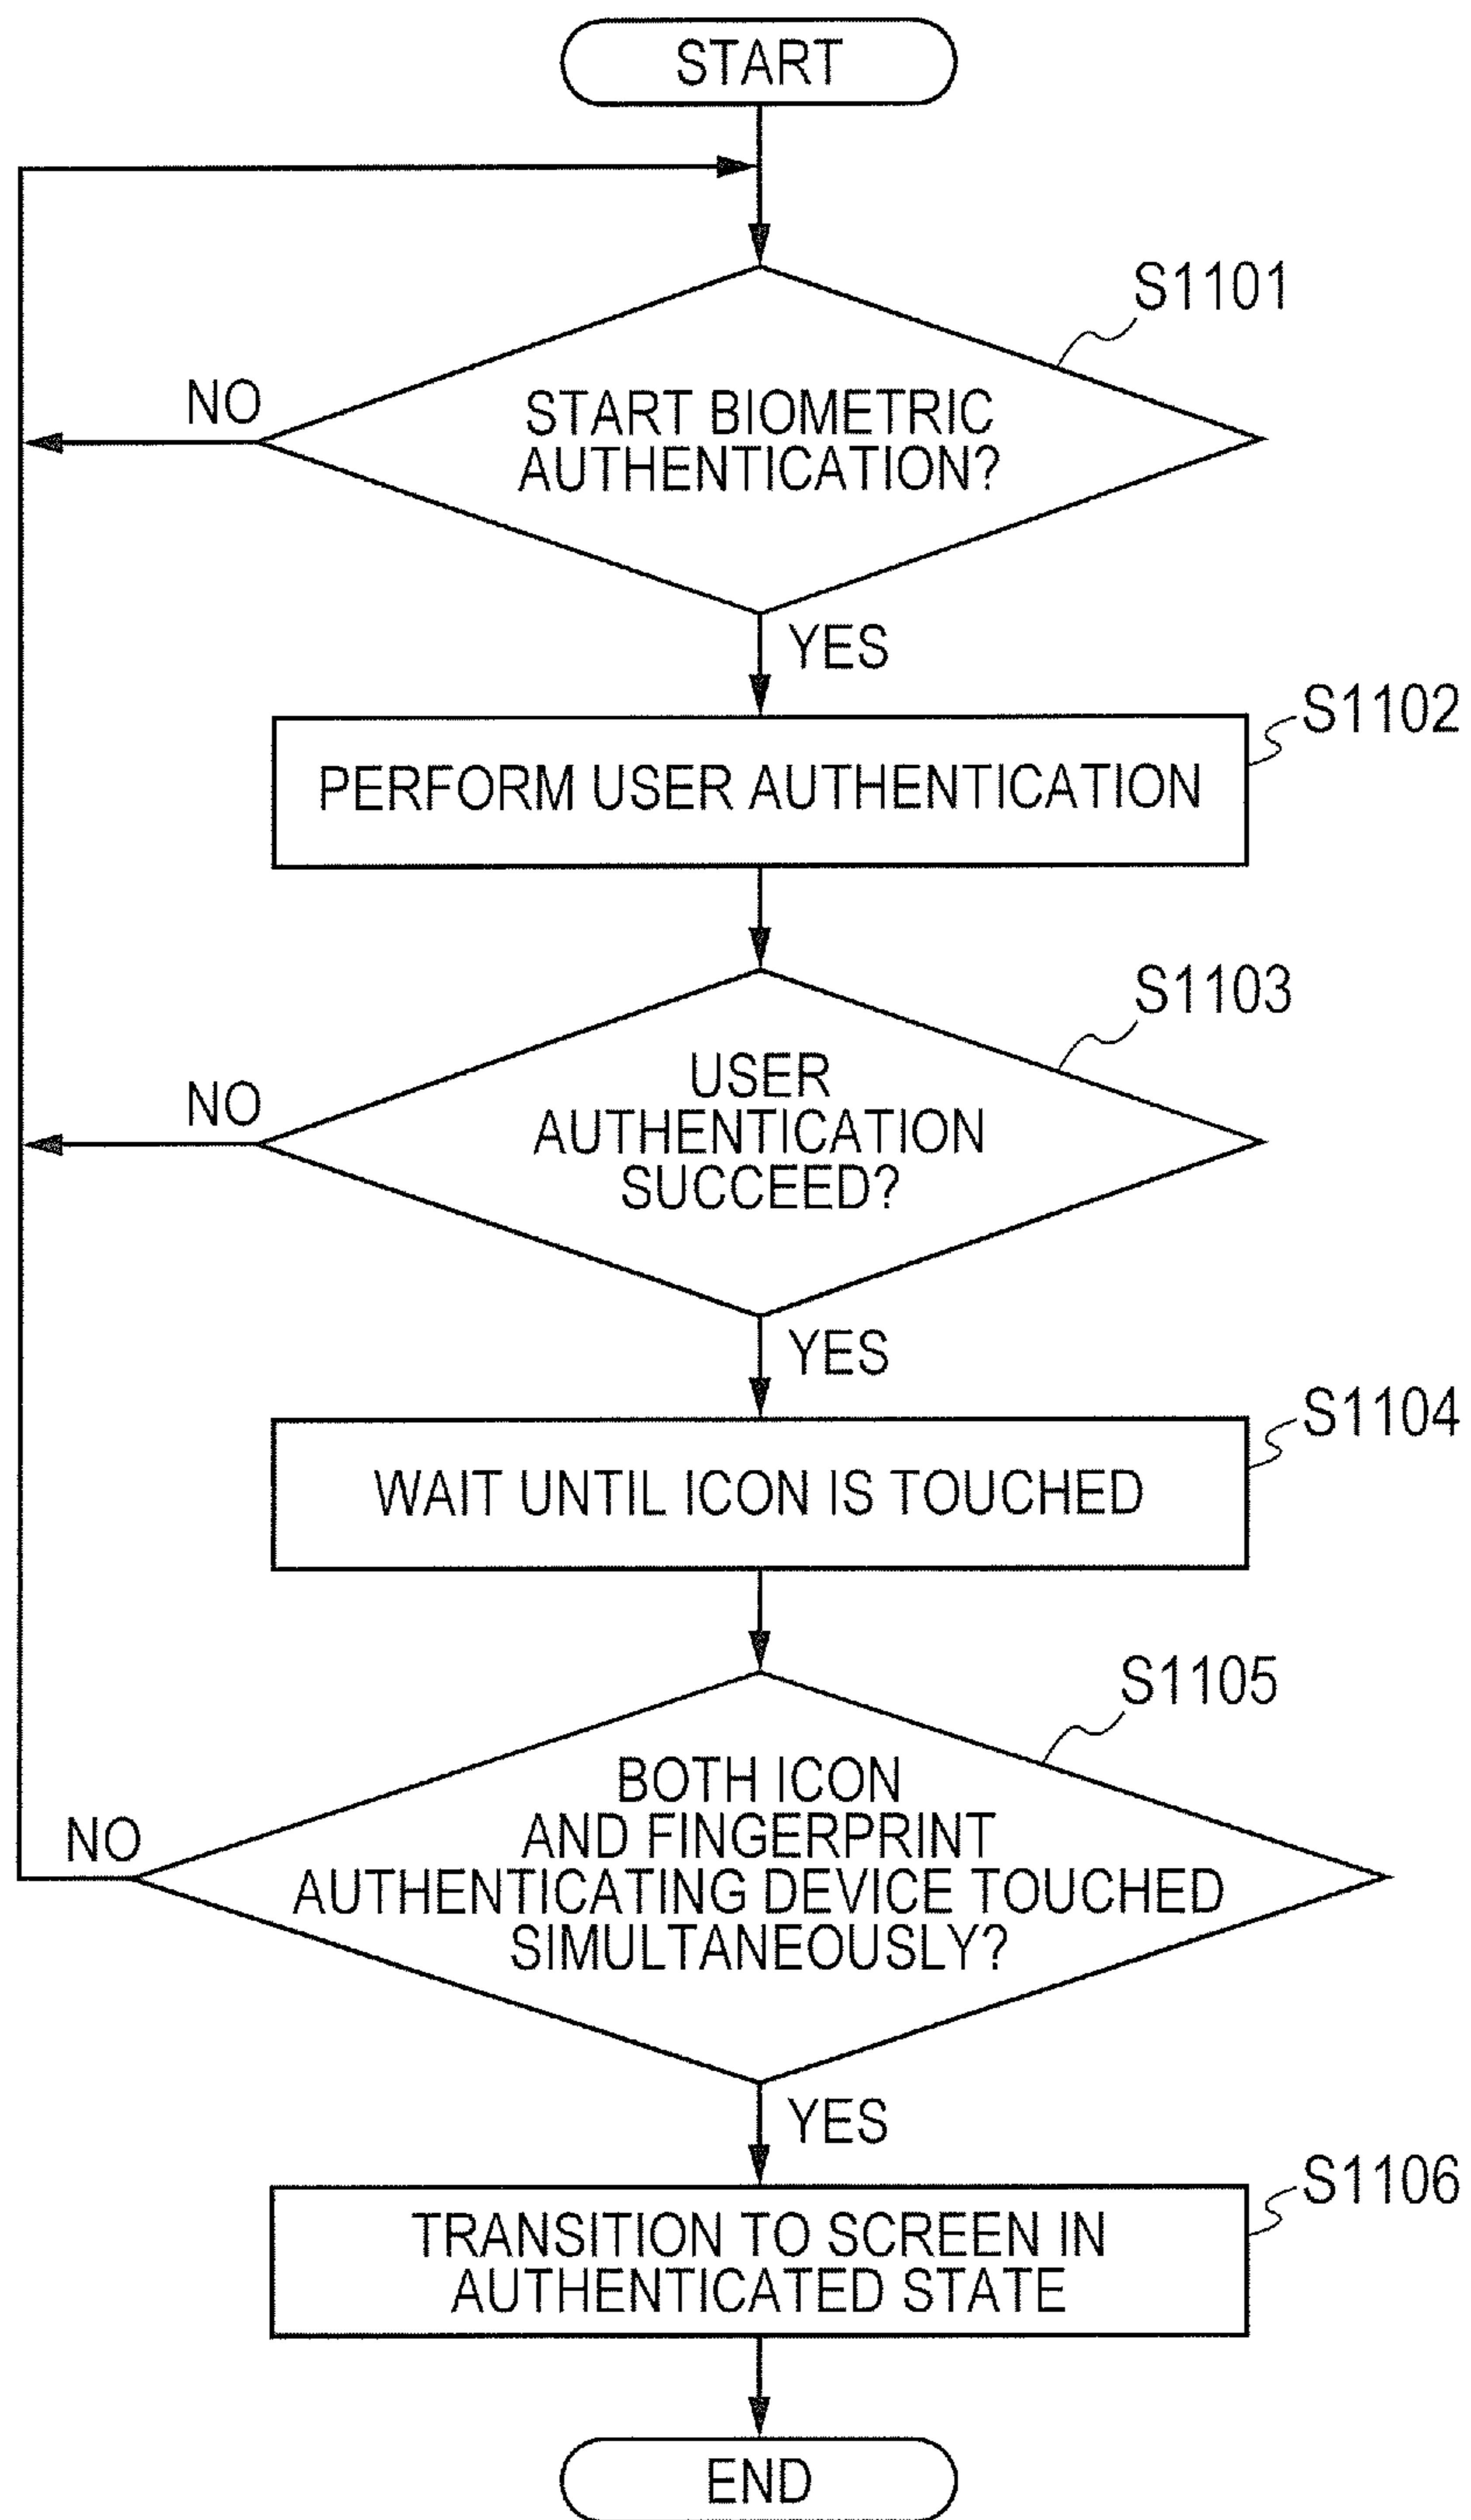 START
S1101
NO
START BIOMETRIC
AUTHENTICATION?
YES
S1102
PERFORM USER AUTHENTICATION
S1103
NO
USER
AUTHENTICATION
SUCCEED?
YES
S1104
WAIT UNTIL ICON IS TOUCHED
S1105
NO
BOTH ICON
AND FINGERPRINT
AUTHENTICATING DEVICE TOUCHED
SIMULTANEOUSLY?
YES
S1106
TRANSITION TO SCREEN IN
AUTHENTICATED STATE
END